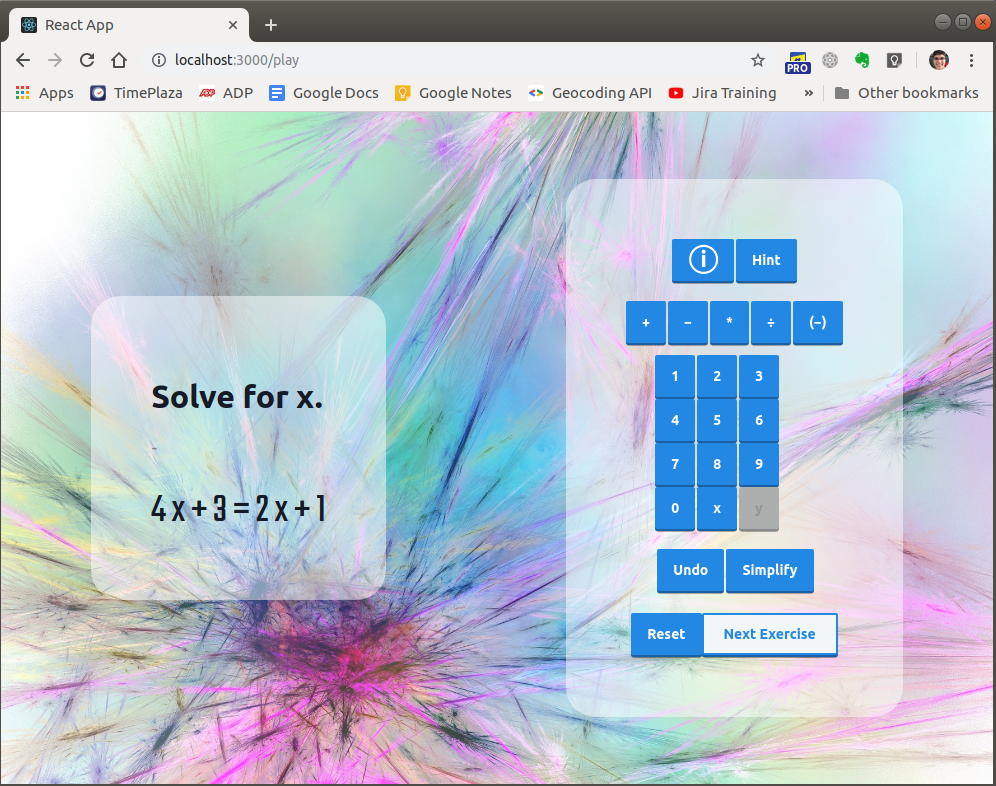 React App
localhost:3000/play
PRO
Apps TimePlaza ADP Google Docs Google Notes Geocoding API Jira Training » Other bookmarks
Solve for x.
-
4x+3=2x+1
Hint
+ − * ÷ (−)
1 2 3
4 5 6
7 8 9
0 x y
Undo Simplify
Reset Next Exercise